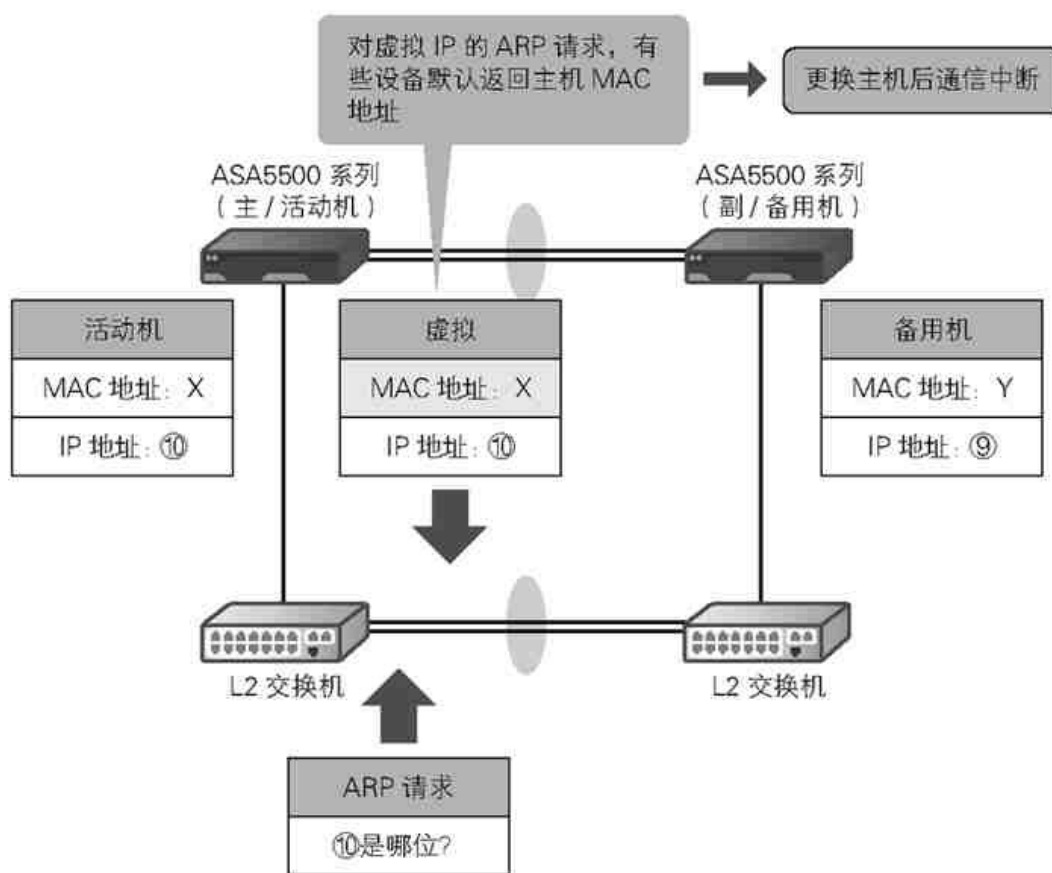 对虚拟 IP 的 ARP 请求，有
些设备默认返回主机 MAC
地址
更换主机后通信中断
ASA5500 系列
（主 / 活动机）
ASA5500 系列
（副 / 备用机）
活动机
MAC 地址：X
IP 地址：⑩
虚拟
MAC 地址：X
IP 地址：⑩
备用机
MAC 地址：Y
IP 地址：⑨
L2 交换机
L2 交换机
ARP 请求
⑩是哪位?